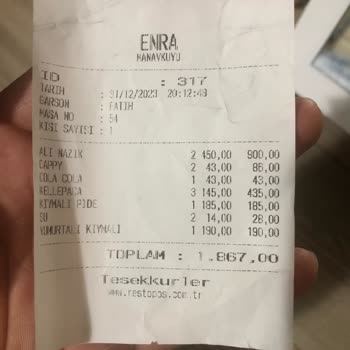 ENRA
MANAVKUYU
ID : 317
TARIH : 31/12/2023 20:12:43
GARSON : FATIH
MASA NO : 54
KISI SAYISI : 1
ALI NAZIK 2 450,00 900,00
CAPPY 2 43,00 86,00
COLA COLA 1 43,00 43,00
KELLEPACA 3 145,00 435,00
KIYMALI PIDE 1 185,00 185,00
SU 2 14,00 28,00
YUMURTALI KIYMALI 1 190,00 190,00
TOPLAM : 1.867,00
Tesekkurler
www.restopos.com.tr